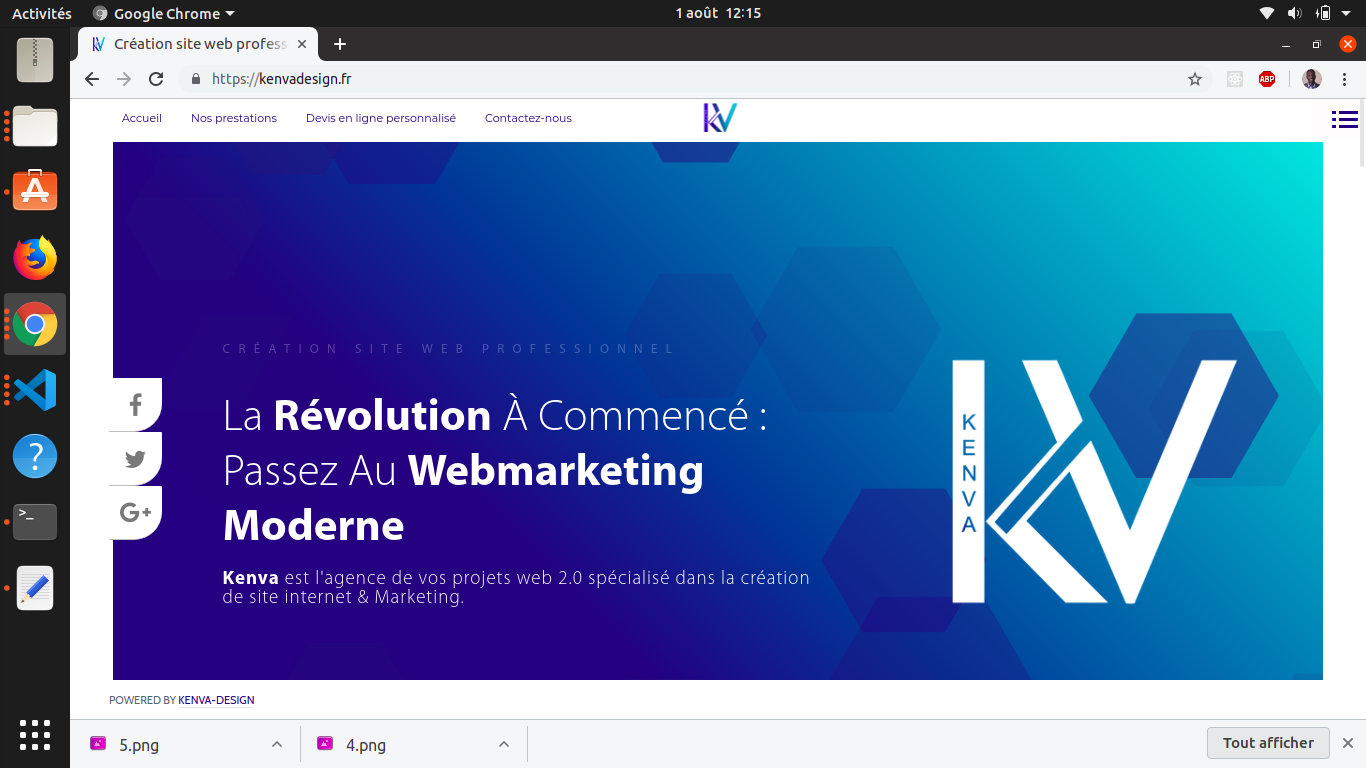 Activités
Google Chrome
1 août 12:15
Création site web profess
https://kenvadesign.fr
ABP
Accueil
Nos prestations
Devis en ligne personnalisé
Contactez-nous
KV
CRÉATION SITE WEB PROFESSIONNEL
La Révolution À Commencé :
Passez Au Webmarketing
Moderne
Kenva est l'agence de vos projets web 2.0 spécialisé dans la création
de site internet & Marketing.
KENVA
KV
G+
POWERED BY KENVA-DESIGN
5.png
4.png
Tout afficher